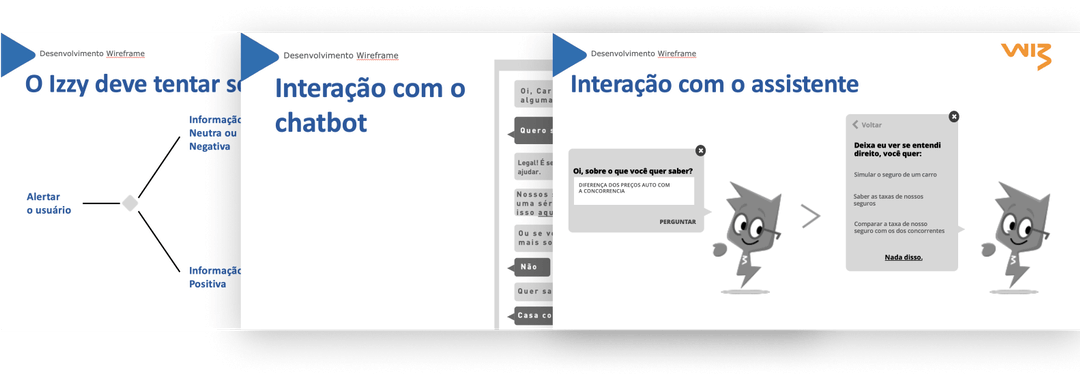 Desenvolvimento Wireframe
O Izzy deve tentar
Informação
Neutra ou
Negativa
Alertar
o usuário
Informação
Positiva
Desenvolvimento Wireframe
Interação com o
chatbot
Oi, Car
alguma
Quero
Legal! É
ajudar.
Nossos
uma sér
isso aqu
Ou se v
mais so
Não
Quer sa
Casa co
Desenvolvimento Wireframe
WIZ
Interação com o assistente
Oi, sobre o que você quer saber?
DIFERENÇA DOS PREÇOS AUTO COM
A CONCORRENCIA
PERGUNTAR
Voltar
Deixa eu ver se entendi
direito, você quer:
Simular o seguro de um carro
Saber as taxas de nossos
seguros
Comparar a taxa de nosso
seguro com os dos concorrentes
Nada disso.